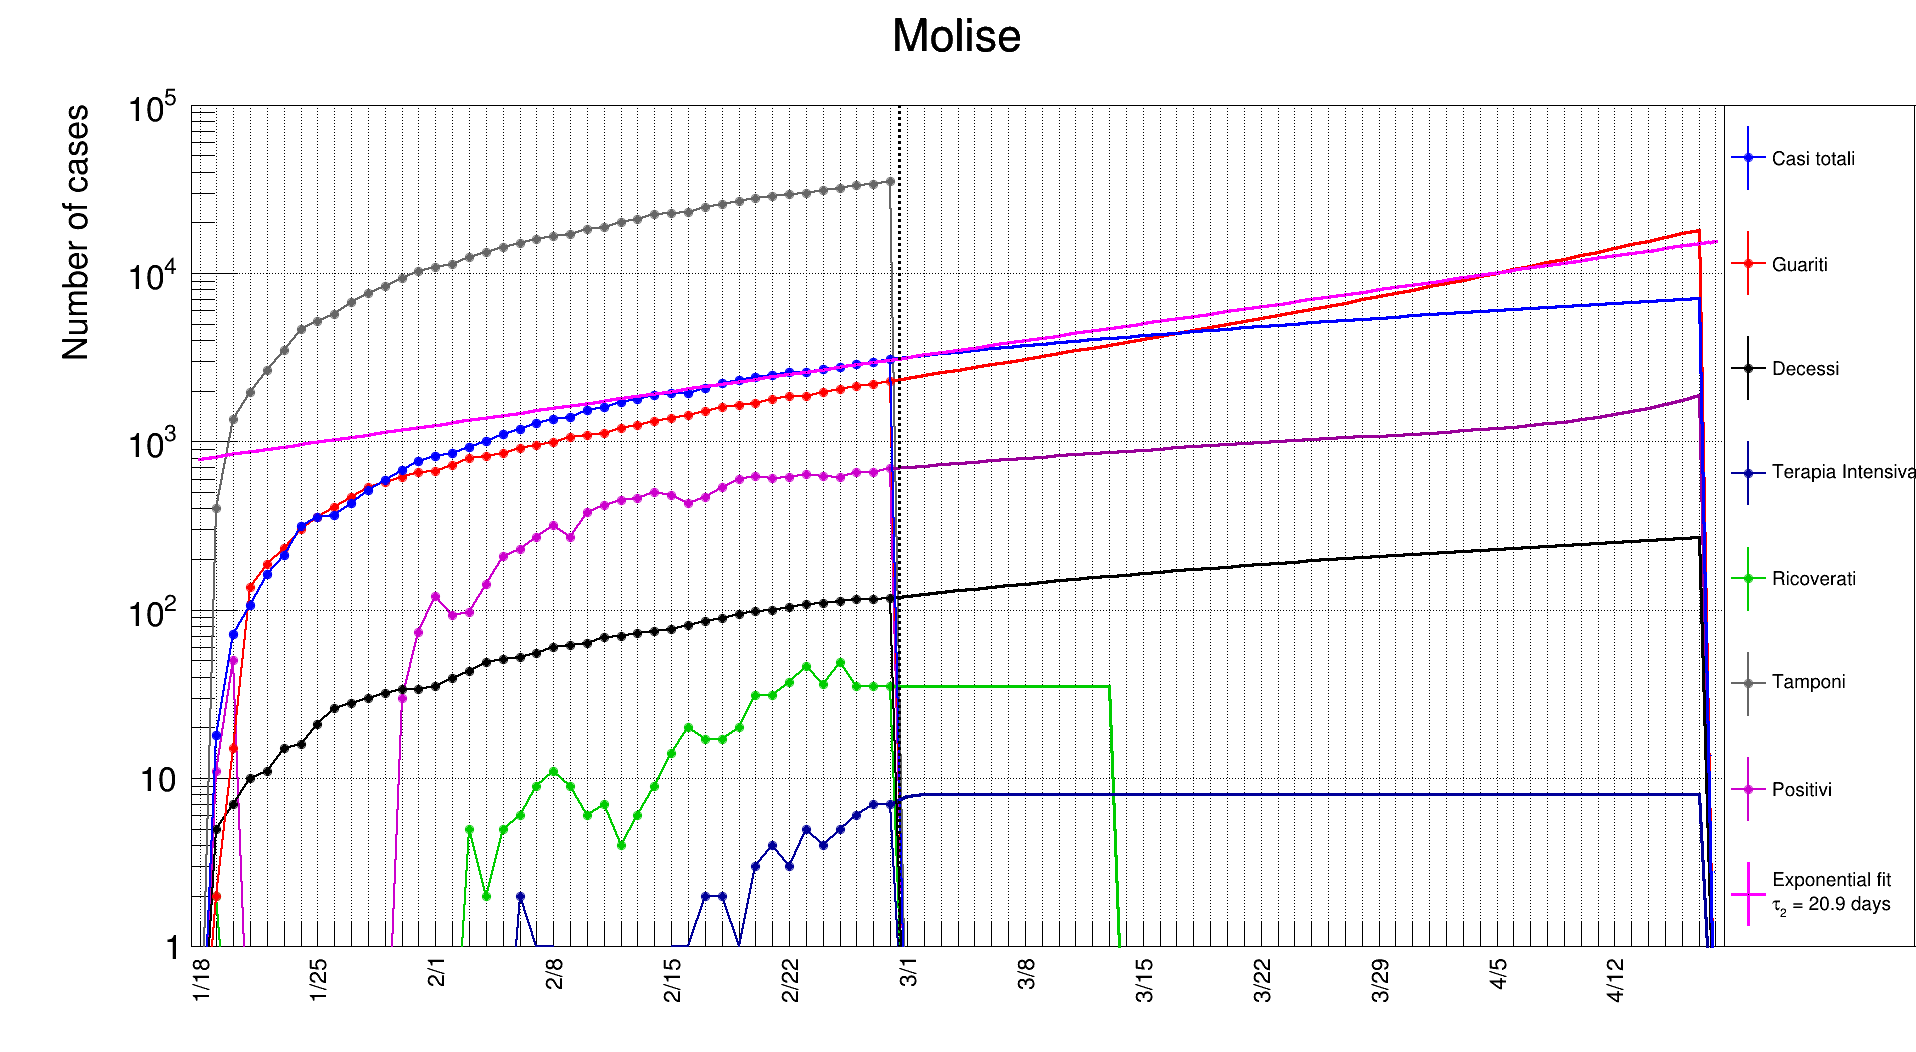 Molise
Number of cases
10^5
10^4
10^3
10^2
10
1
1/18
1/25
2/1
2/8
2/15
2/22
3/1
3/8
3/15
3/22
3/29
4/5
4/12
Casi totali
Guariti
Decessi
Terapia Intensiva
Ricoverati
Tamponi
Positivi
Exponential fit
τ₂ = 20.9 days